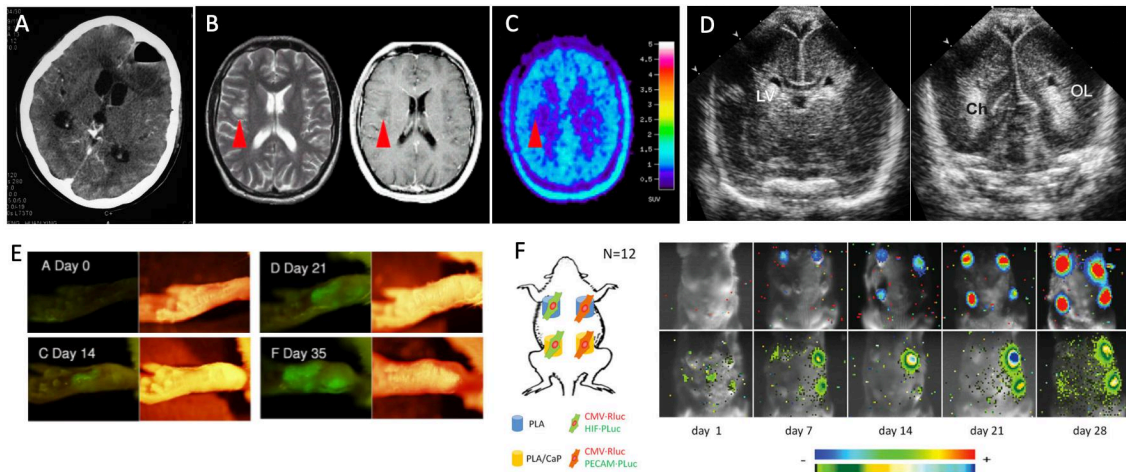 A
B
C
D
5
4.5
4
3.5
3
2.5
2
1.5
1
0.5
SUV
LV
Ch
OL
C+
E
A Day 0
D Day 21
C Day 14
F Day 35
F
N=12
PLA
CMV-Rluc
HIF-PLuc
PLA/CaP
CMV-Rluc
PECAM-PLuc
day 1
day 7
day 14
day 21
day 28
- +